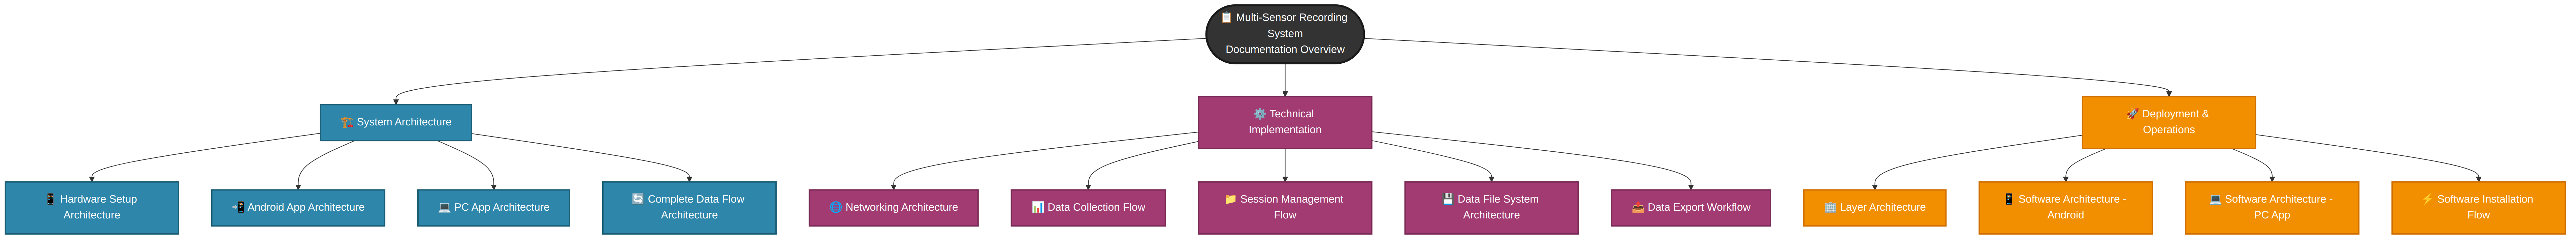 📋 Multi-Sensor Recording
System
Documentation Overview
🏗️ System Architecture
⚙️ Technical
Implementation
🚀 Deployment &
Operations
📱 Hardware Setup
Architecture
📲 Android App Architecture
💻 PC App Architecture
🔄 Complete Data Flow
Architecture
🌐 Networking Architecture
📊 Data Collection Flow
📁 Session Management
Flow
💾 Data File System
Architecture
📤 Data Export Workflow
🏢 Layer Architecture
📱 Software Architecture -
Android
💻 Software Architecture -
PC App
⚡ Software Installation
Flow